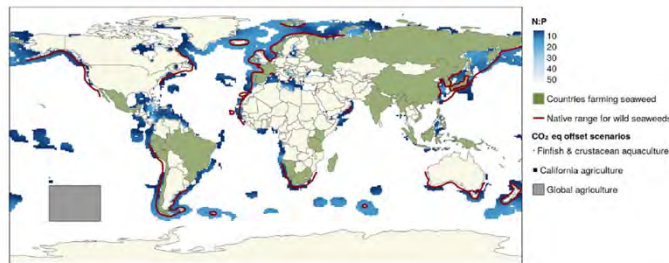 N:P
10
20
30
40
50
Countries farming seaweed
Native range for wild seaweeds
CO₂ eq offset scenarios
Finfish & crustacean aquaculture
California agriculture
Global agriculture